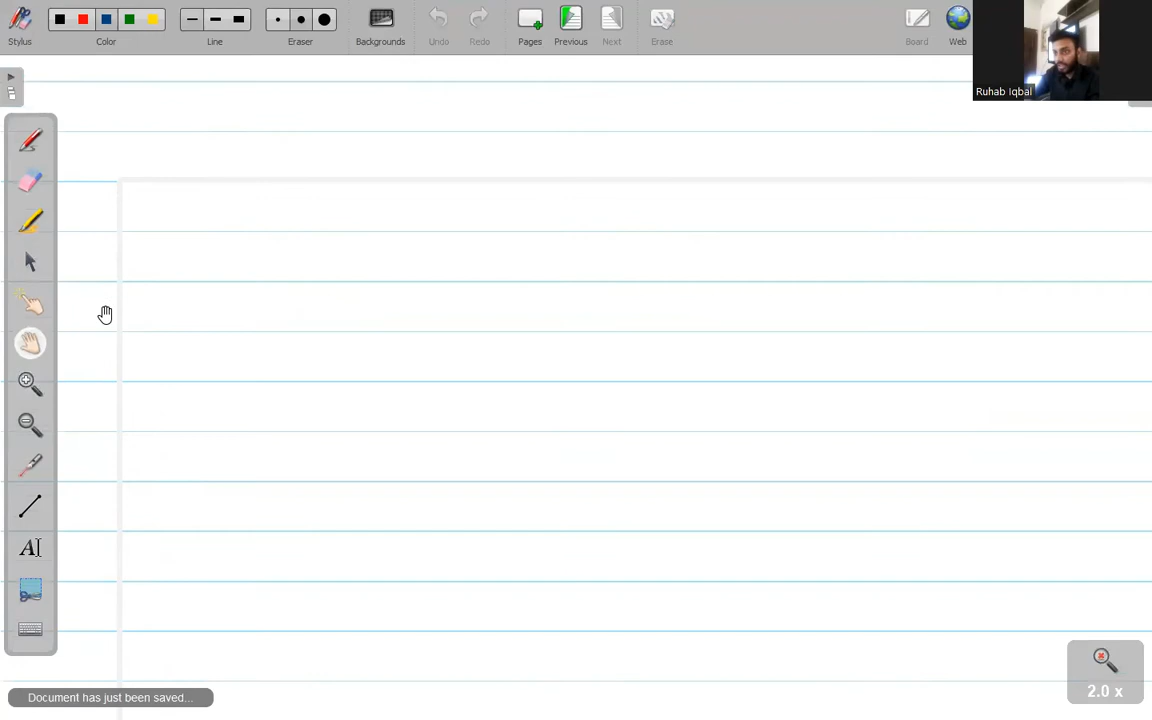 Stylus
Color
Line
Eraser
Backgrounds
Undo
Redo
Pages
Previous
Next
Erase
Board
Web
Ruhab Iqbal
A
Document has just been saved...
2.0 x